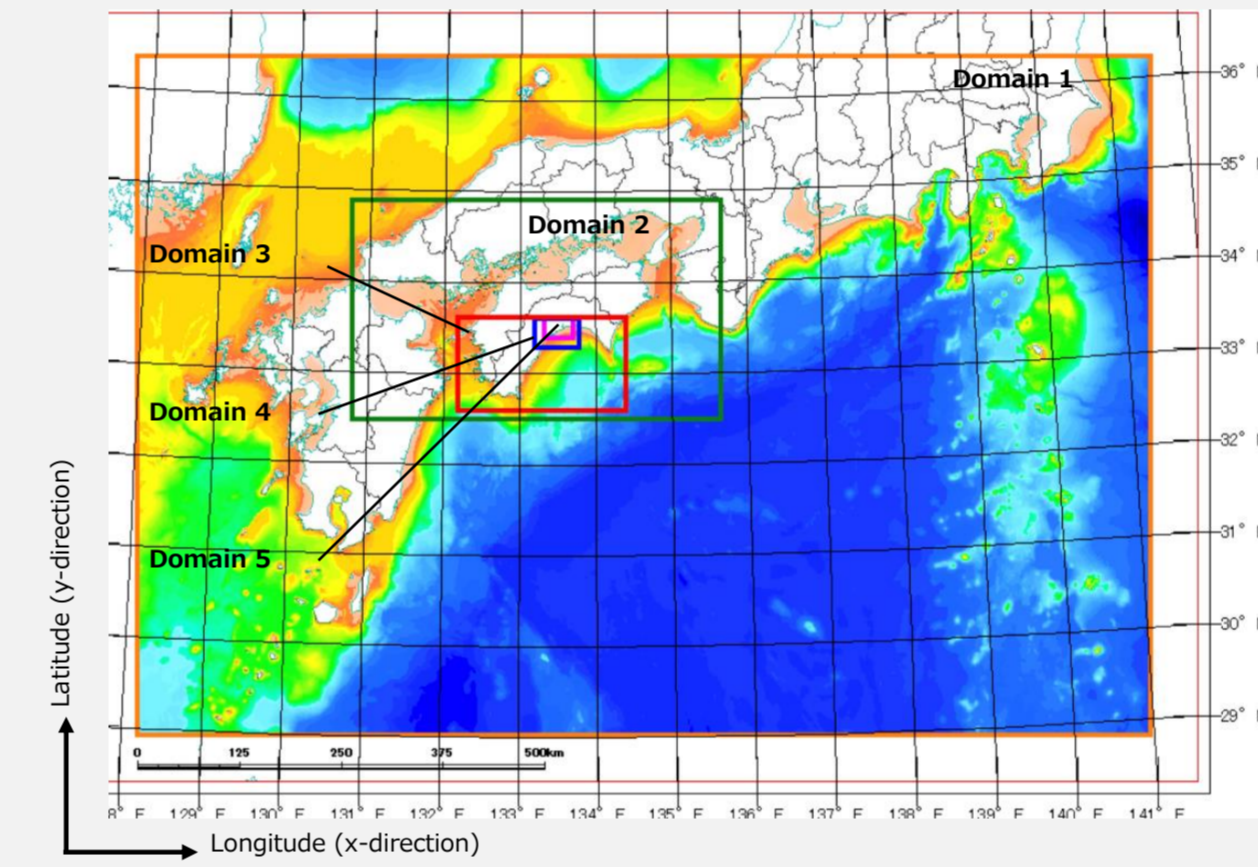 Domain 1
36°
35°
Domain 2
Domain 3
34°
33°
Domain 4
32°
31°
Domain 5
30°
29°
0 125 250 375 500km
8° E 129° E 130° E 131° E 132° E 133° E 134° E 135° E 136° E 137° E 138° E 139° E 140° E 141° E
Latitude (y-direction)
Longitude (x-direction)